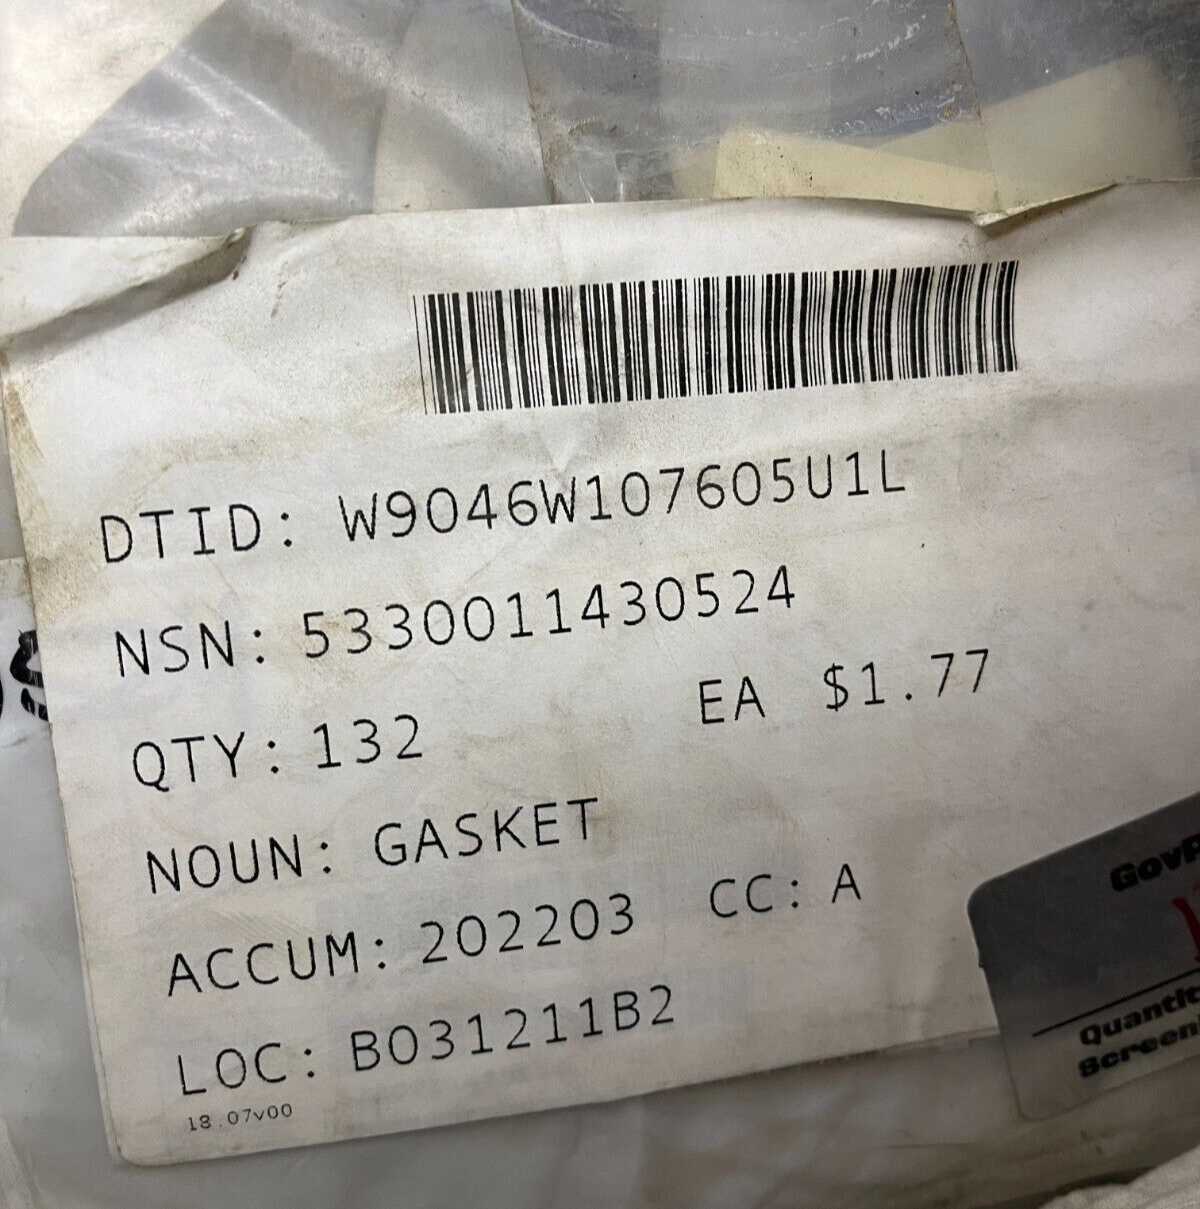 DTID: W9046W107605U1L
NSN: 5330011430524
QTY: 132 EA $1.77
NOUN: GASKET
ACCUM: 202203 CC: A
LOC: B031211B2
18.07v00